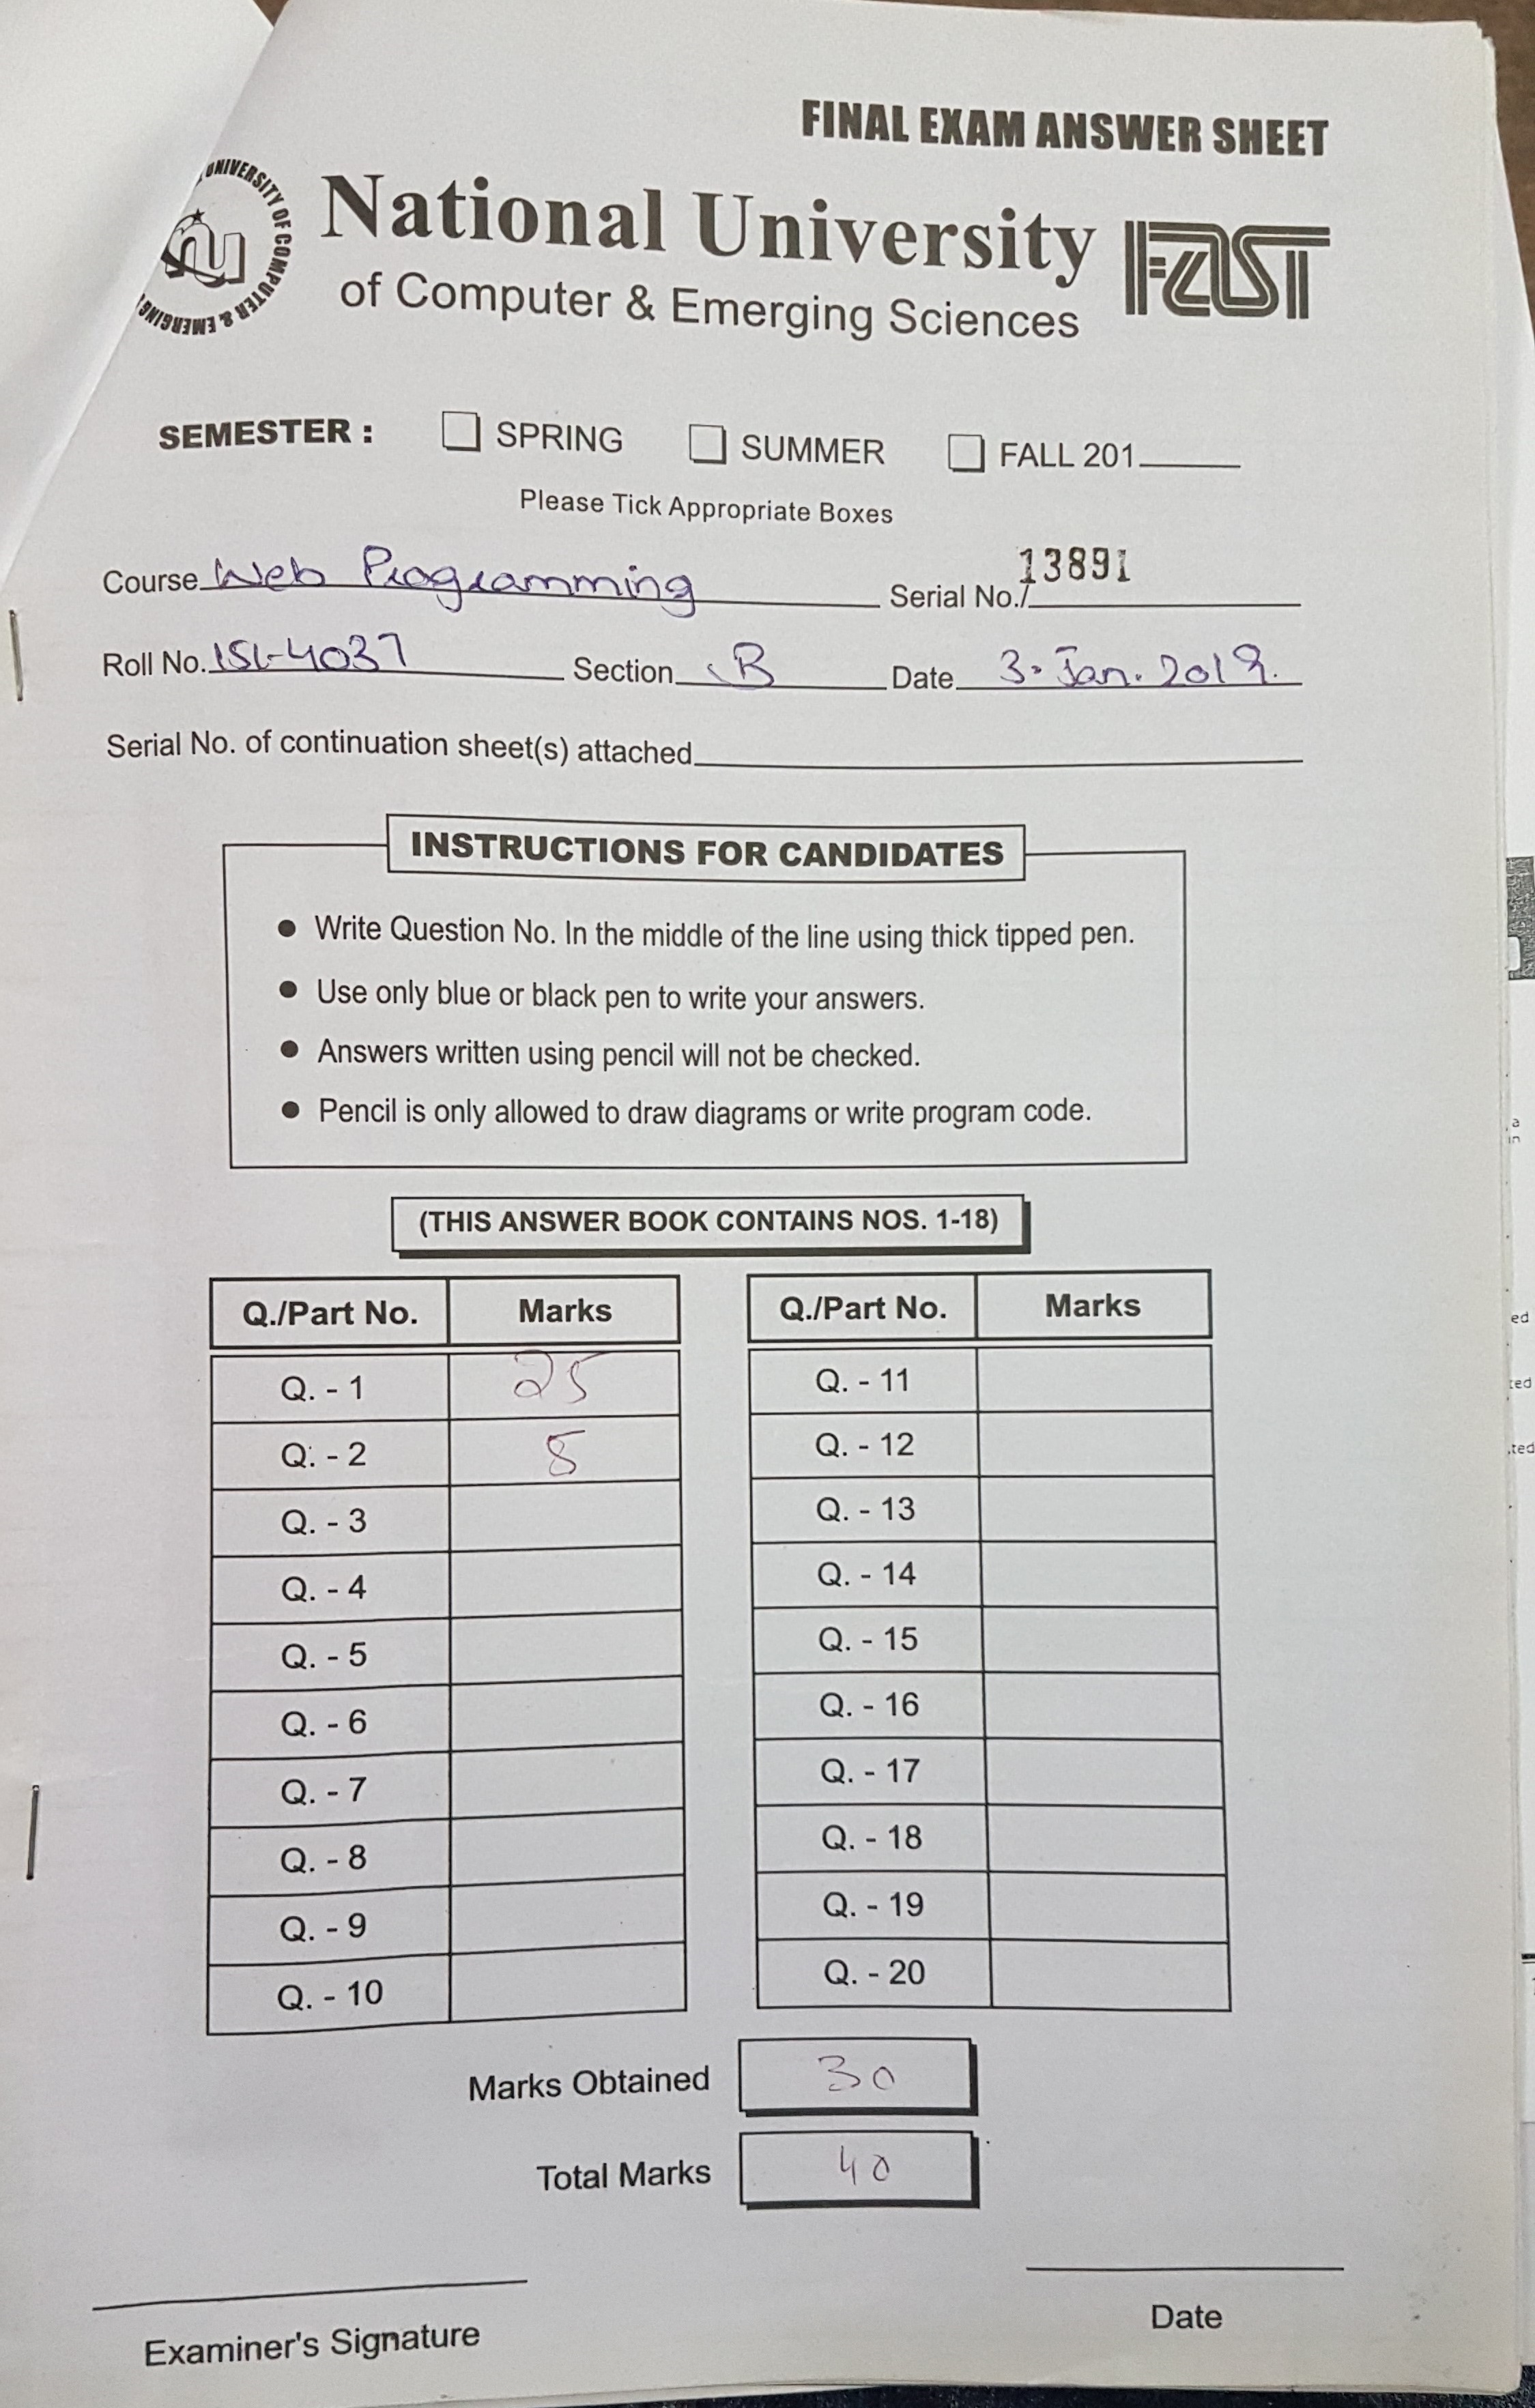 FINAL EXAM ANSWER SHEET
UNIVERSITY OF COMPUTER & EMERGING
nu
National University
of Computer & Emerging Sciences
FAST
SEMESTER : SPRING SUMMER FALL 201
Please Tick Appropriate Boxes
Course Web Programming Serial No./ 13891
Roll No. 15L-4037 Section B Date 3. Jan. 2019.
Serial No. of continuation sheet(s) attached
INSTRUCTIONS FOR CANDIDATES
● Write Question No. In the middle of the line using thick tipped pen.
● Use only blue or black pen to write your answers.
● Answers written using pencil will not be checked.
● Pencil is only allowed to draw diagrams or write program code.
(THIS ANSWER BOOK CONTAINS NOS. 1-18)
Q./Part No. Marks Q./Part No. Marks
Q. - 1 25 Q. - 11
Q. - 2 5 Q. - 12
Q. - 3 Q. - 13
Q. - 4 Q. - 14
Q. - 5 Q. - 15
Q. - 6 Q. - 16
Q. - 7 Q. - 17
Q. - 8 Q. - 18
Q. - 9 Q. - 19
Q. - 10 Q. - 20
Marks Obtained 30
Total Marks 40
Examiner's Signature Date